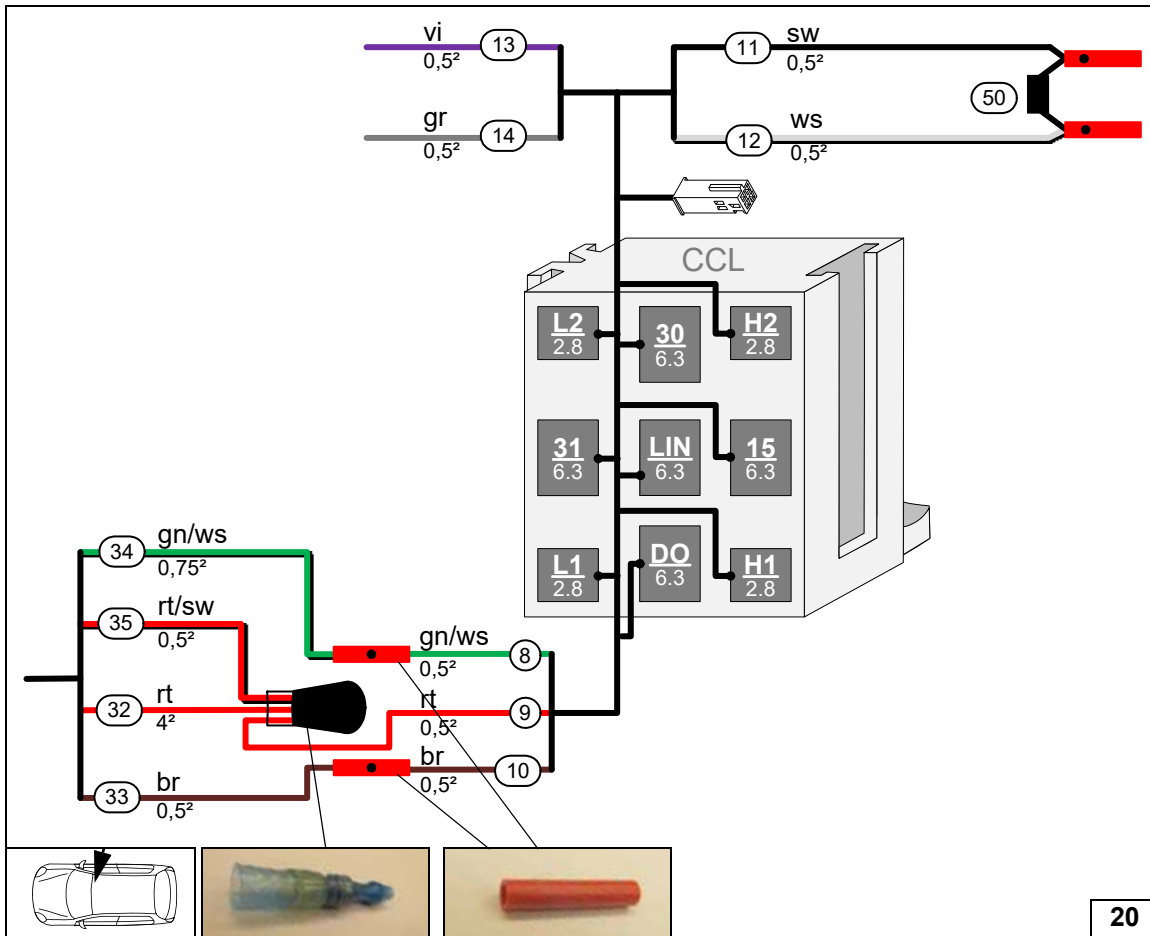 vi
13
0,5²
gr
14
0,5²
11
sw
0,5²
50
ws
12
0,5²
CCL
L2
2.8
30
6.3
H2
2.8
31
6.3
LIN
6.3
15
6.3
L1
2.8
DO
6.3
H1
2.8
34
gn/ws
0,75²
35
rt/sw
0,5²
32
rt
4²
33
br
0,5²
gn/ws
0,5²
8
rt
0,5²
9
br
0,5²
10
20